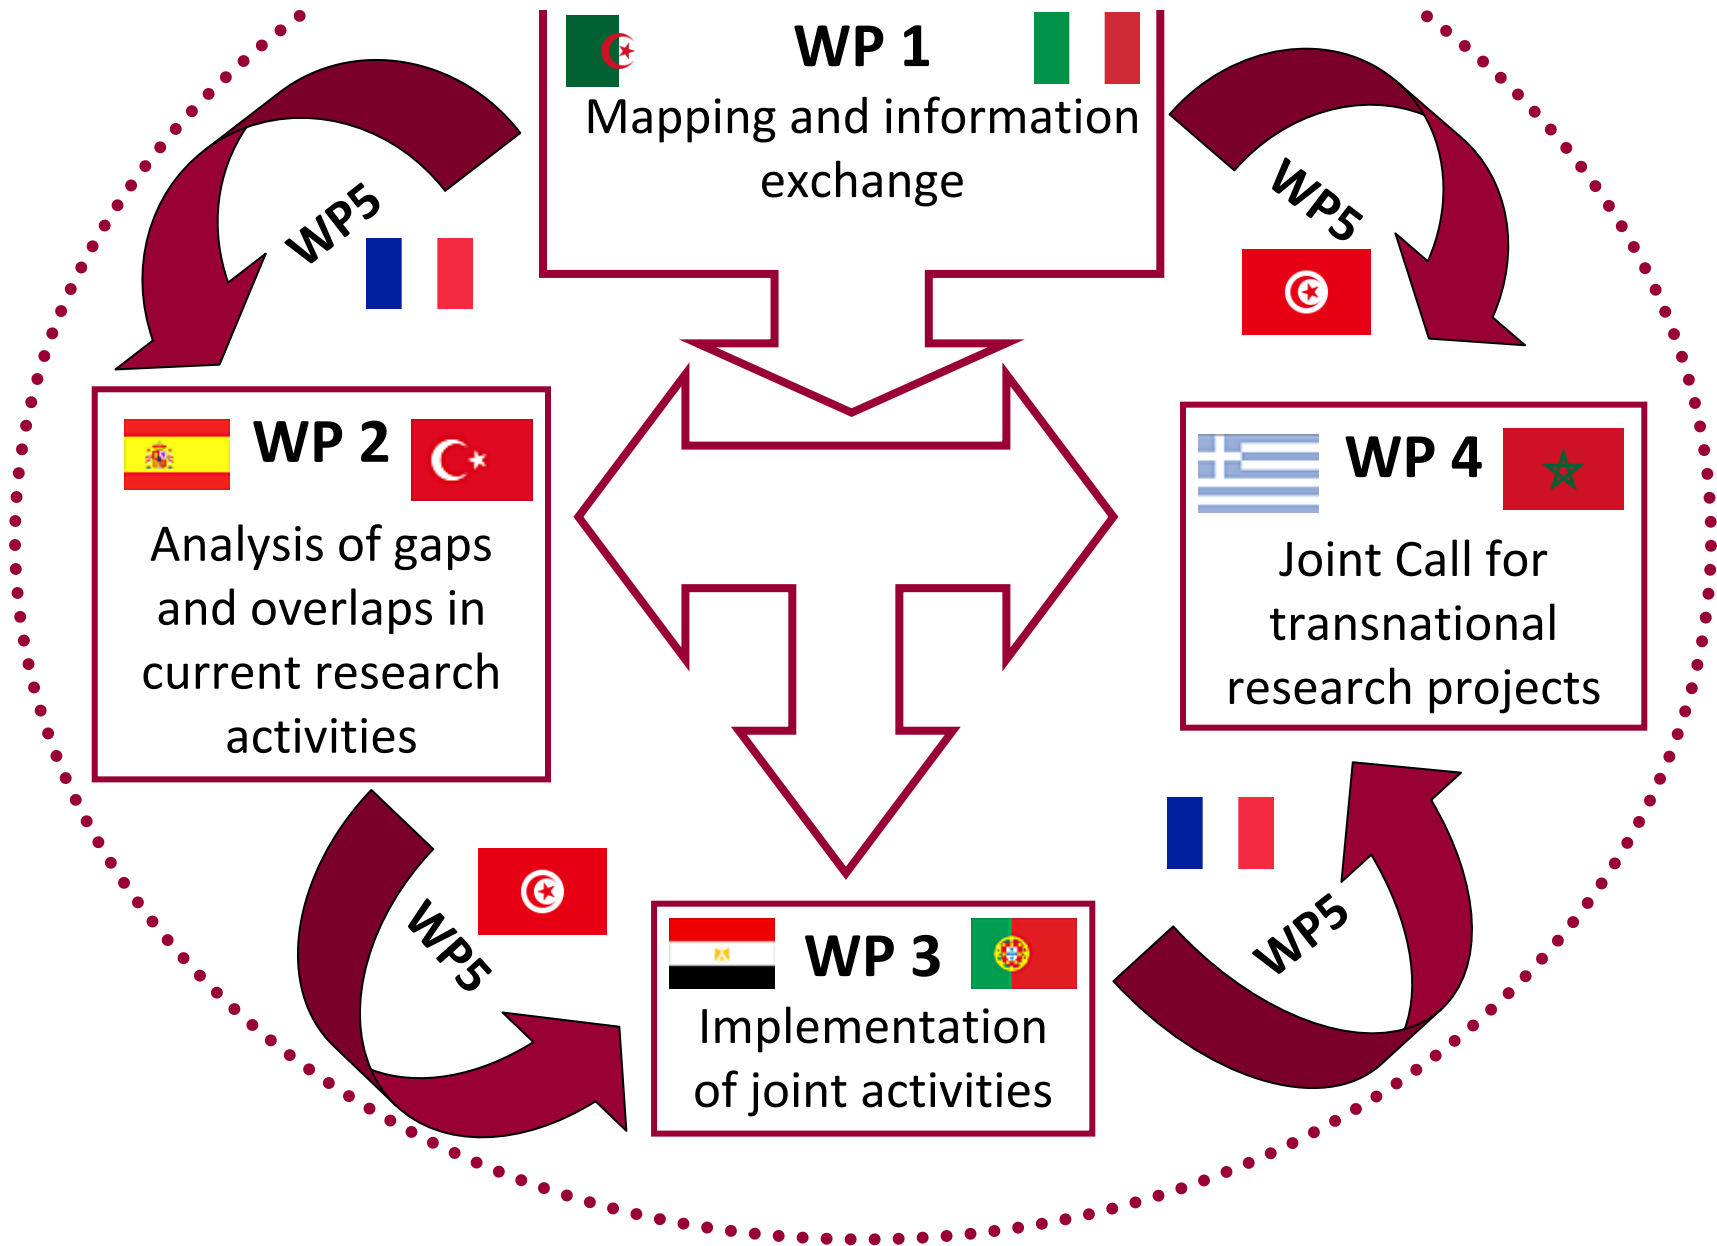 WP 1
Mapping and information
exchange
WP5
WP5
WP 2
Analysis of gaps
and overlaps in
current research
activities
WP 4
Joint Call for
transnational
research projects
WP5
WP5
WP 3
Implementation
of joint activities